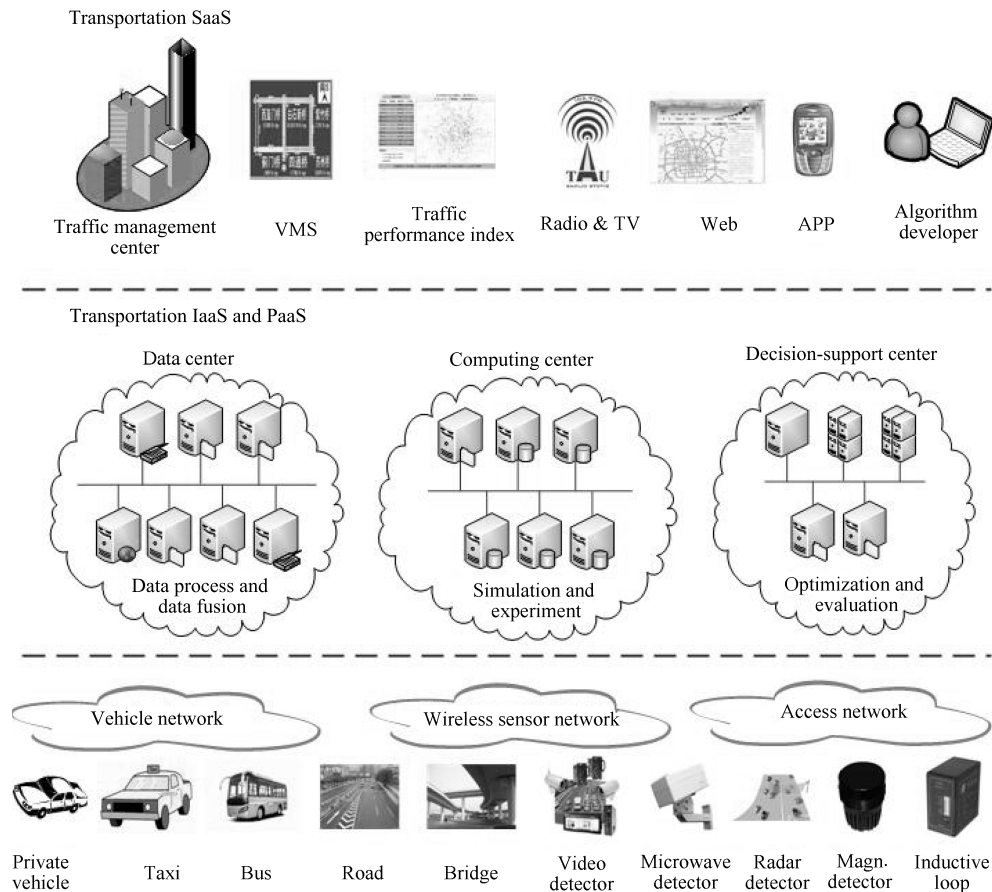 Transportation SaaS
TAU
Traffic management
center
VMS
Traffic
performance index
Radio & TV
Web
APP
Algorithm
developer
Transportation IaaS and PaaS
Data center
Computing center
Decision-support center
Data process and
data fusion
Simulation and
experiment
Optimization and
evaluation
Vehicle network
Wireless sensor network
Access network
Private
vehicle
Taxi
Bus
Road
Bridge
Video
detector
Microwave
detector
Radar
detector
Magn.
detector
Inductive
loop